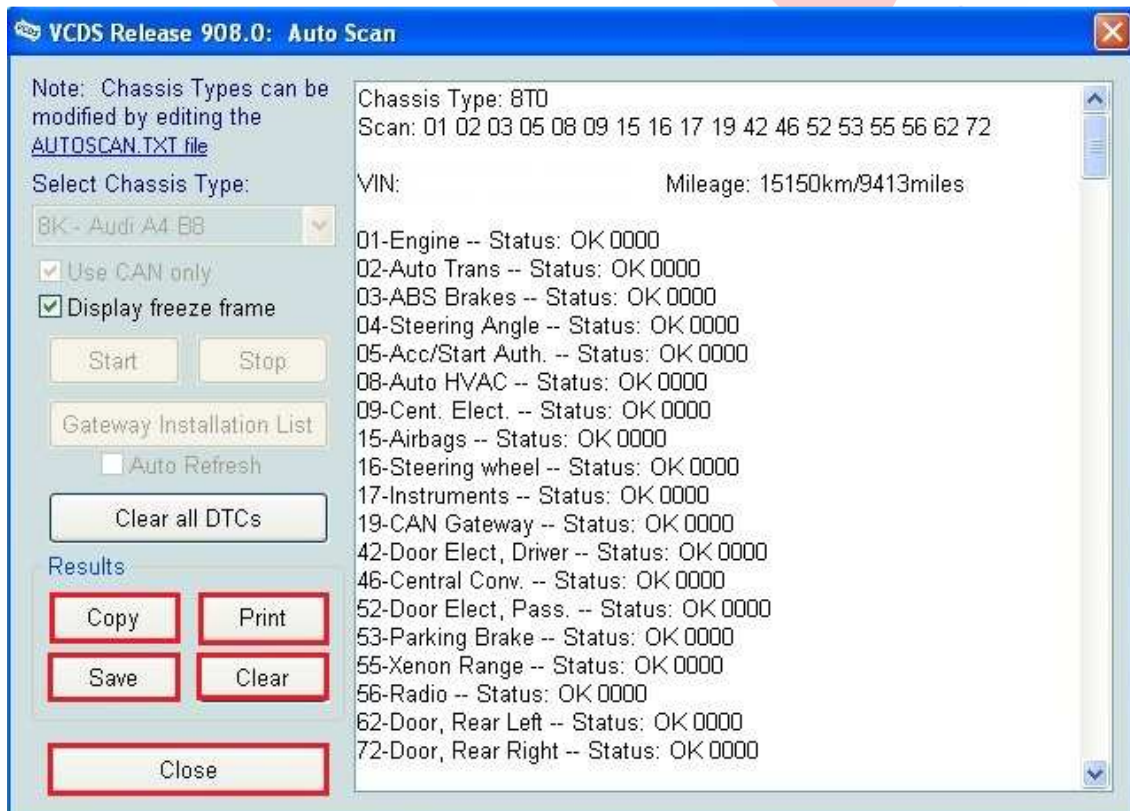 VCDS Release 908.0: Auto Scan
Note: Chassis Types can be
modified by editing the
AUTOSCAN.TXT file
Select Chassis Type:
8K - Audi A4 B8
Use CAN only
Display freeze frame
Start Stop
Gateway Installation List
Auto Refresh
Clear all DTCs
Results
Copy Print
Save Clear
Close
Chassis Type: 8T0
Scan: 01 02 03 05 08 09 15 16 17 19 42 46 52 53 55 56 62 72
VIN: Mileage: 15150km/9413miles
01-Engine -- Status: OK 0000
02-Auto Trans -- Status: OK 0000
03-ABS Brakes -- Status: OK 0000
04-Steering Angle -- Status: OK 0000
05-Acc/Start Auth. -- Status: OK 0000
08-Auto HVAC -- Status: OK 0000
09-Cent. Elect. -- Status: OK 0000
15-Airbags -- Status: OK 0000
16-Steering wheel -- Status: OK 0000
17-Instruments -- Status: OK 0000
19-CAN Gateway -- Status: OK 0000
42-Door Elect, Driver -- Status: OK 0000
46-Central Conv. -- Status: OK 0000
52-Door Elect, Pass. -- Status: OK 0000
53-Parking Brake -- Status: OK 0000
55-Xenon Range -- Status: OK 0000
56-Radio -- Status: OK 0000
62-Door, Rear Left -- Status: OK 0000
72-Door, Rear Right -- Status: OK 0000